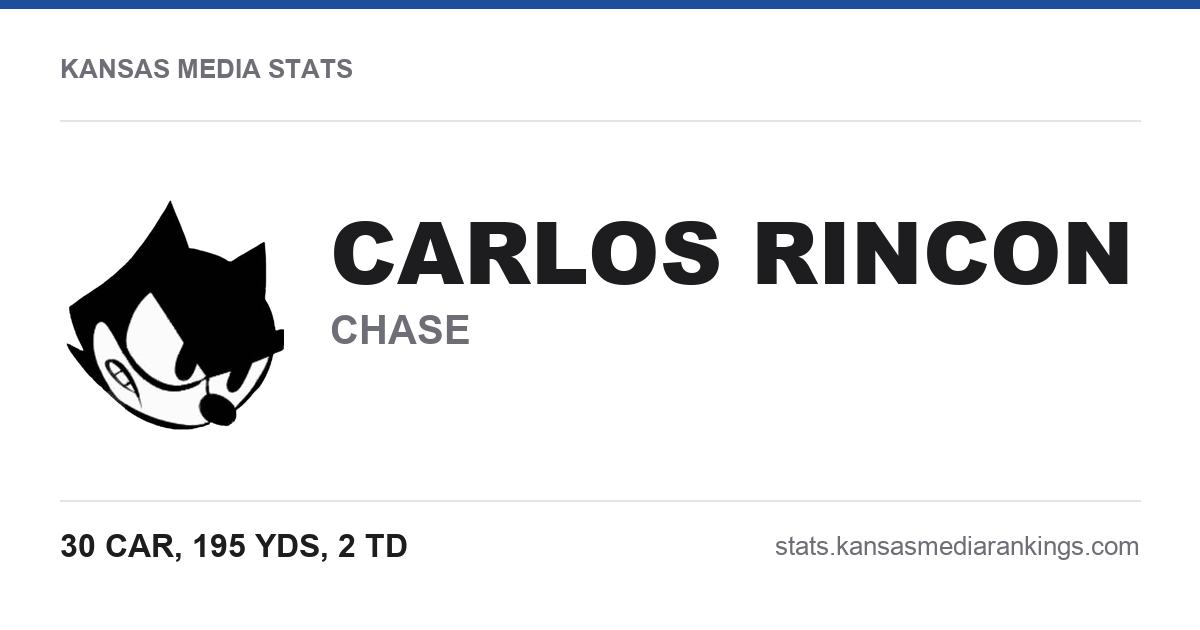 KANSAS MEDIA STATS
CARLOS RINCON
CHASE
30 CAR, 195 YDS, 2 TD
stats.kansasmediarankings.com